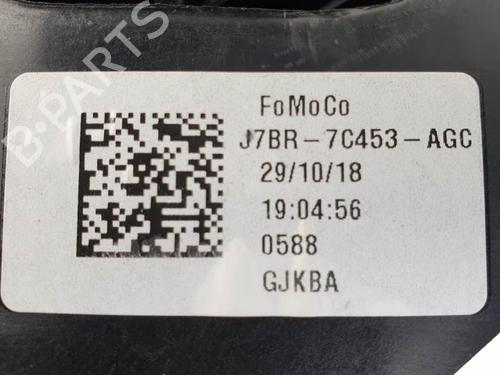 B-PARTS
FoMoCo
J7BR-7C453-AGC
29/10/18
19:04:56
0588
GJKBA